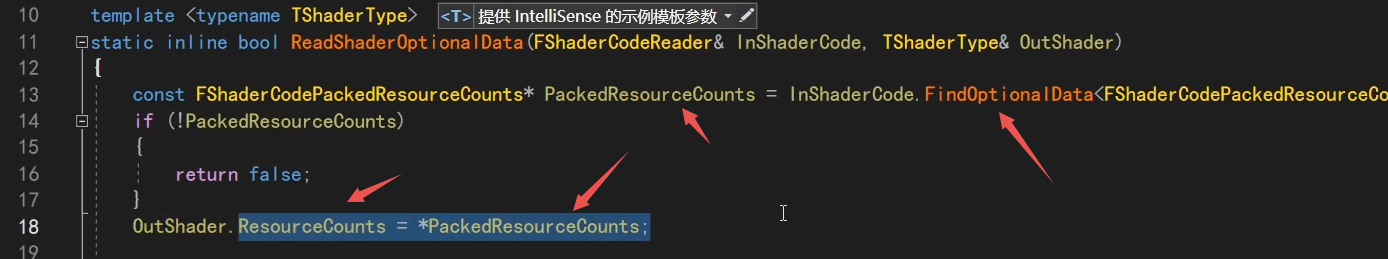 10 template <typename TShaderType> <T> 提供 IntelliSense 的示例模板参数
11 static inline bool ReadShaderOptionalData(FShaderCodeReader& InShaderCode, TShaderType& OutShader)
12 {
13 const FShaderCodePackedResourceCounts* PackedResourceCounts = InShaderCode.FindOptionalData<FShaderCodePackedResourceCo
14 if (!PackedResourceCounts)
15 {
16 return false;
17 }
18 OutShader.ResourceCounts = *PackedResourceCounts;
19